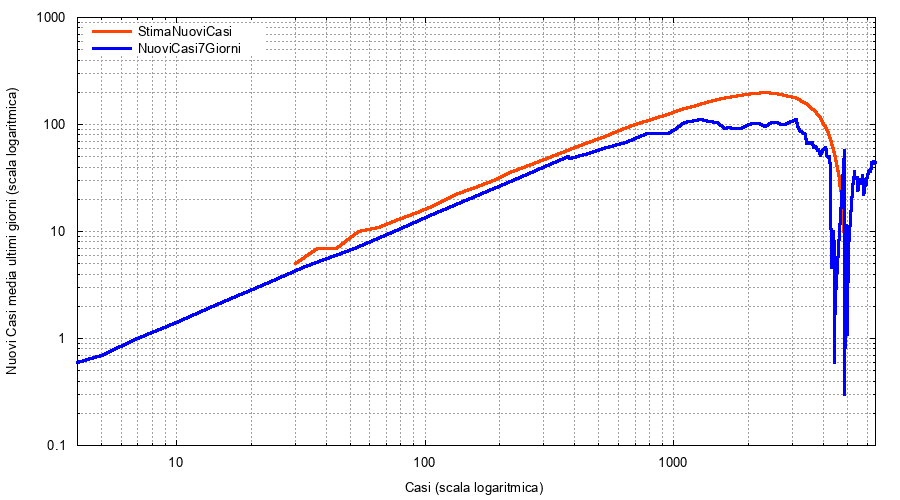 1000
StimaNuoviCasi
NuoviCasi7Giorni
100
10
1
0.1
Nuovi Casi media ultimi giorni (scala logaritmica)
10
100
1000
Casi (scala logaritmica)